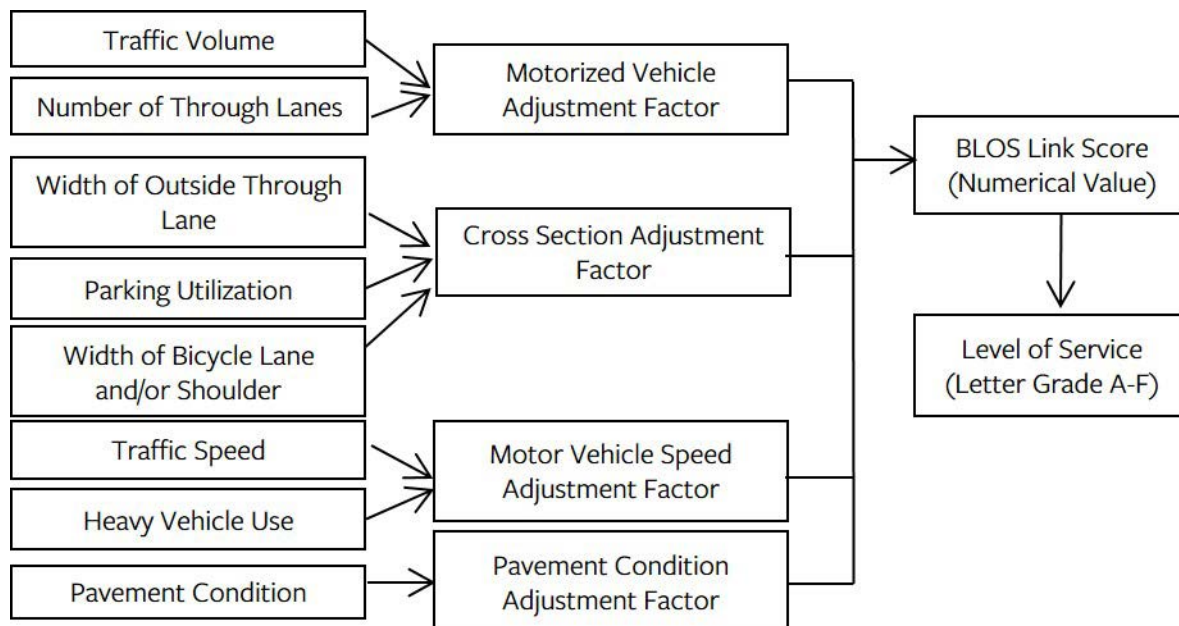 Traffic Volume
Number of Through Lanes
Motorized Vehicle
Adjustment Factor
Width of Outside Through
Lane
Parking Utilization
Width of Bicycle Lane
and/or Shoulder
Cross Section Adjustment
Factor
Traffic Speed
Heavy Vehicle Use
Motor Vehicle Speed
Adjustment Factor
Pavement Condition
Pavement Condition
Adjustment Factor
BLOS Link Score
(Numerical Value)
Level of Service
(Letter Grade A-F)